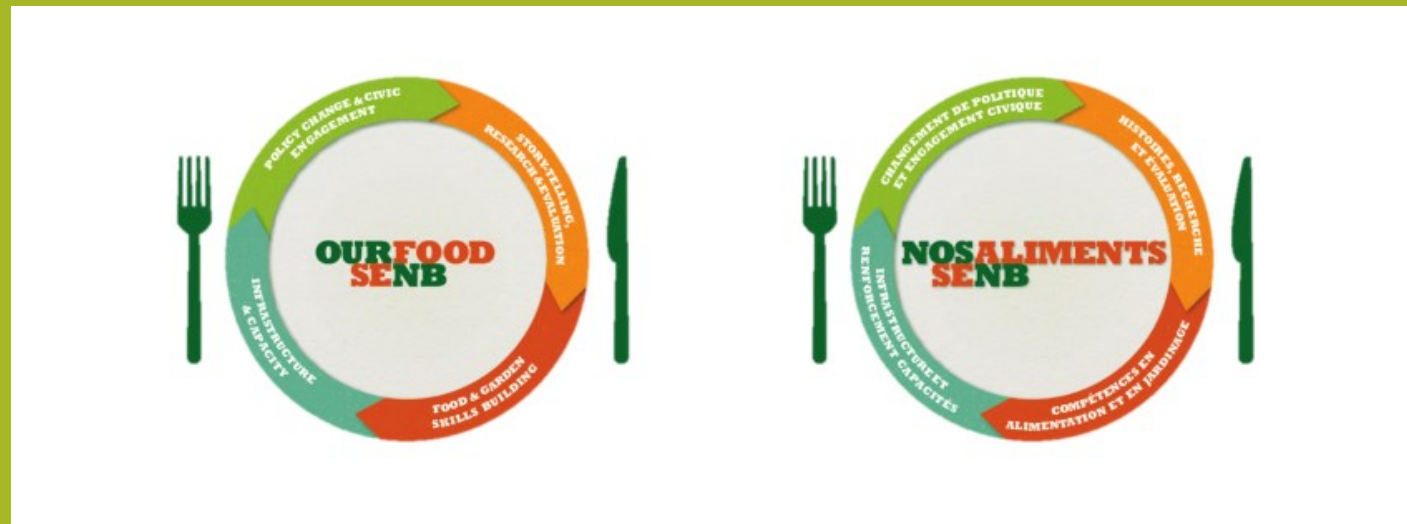 POLICY CHANGE & CIVIC
ENGAGEMENT
STORY-TELLING,
RESEARCH & EVALUATION
FOOD & GARDEN
SKILLS BUILDING
INFRASTRUCTURE
& CAPACITY
OURFOOD
SENB
CHANGEMENT DE POLITIQUE
ET ENGAGEMENT CIVIQUE
HISTOIRES, RECHERCHE
ET ÉVALUATION
COMPÉTENCES EN
ALIMENTATION ET EN JARDINAGE
INFRASTRUCTURE ET
RENFORCEMENT CAPACITÉS
NOSALIMENTS
SENB